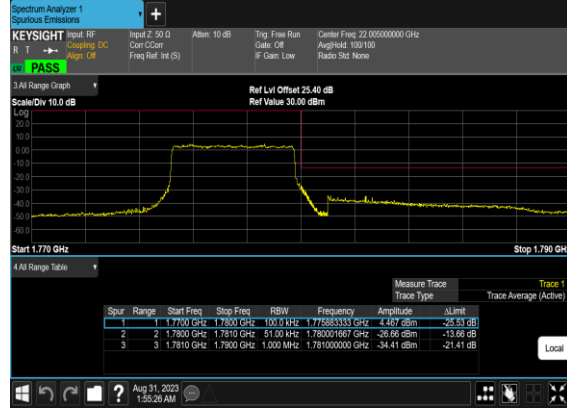 Spectrum Analyzer 1
Spurious Emissions
KEYSIGHT Input: RF Input Z: 50 Ω Atten: 10 dB Trig: Free Run Center Freq: 22.005000000 GHz
Coupling: DC Corr CCorr Gate: Off Avg|Hold: 100/100
R T Align: Off Freq Ref: Int (S) IF Gain: Low Radio Std: None
LW PASS
3 All Range Graph
Ref Lvl Offset 25.40 dB
Scale/Div 10.0 dB Ref Value 30.00 dBm
Log
20.0
10.0
0.00
-10.0
-20.0
-30.0
-40.0
-50.0
-60.0
Start 1.770 GHz Stop 1.790 GHz
4 All Range Table
Measure Trace Trace 1
Trace Type Trace Average (Active)
Spur Range Start Freq Stop Freq RBW Frequency Amplitude ΔLimit
1 1 1.7700 GHz 1.7800 GHz 100.0 kHz 1.775883333 GHz 4.467 dBm -25.53 dB
2 2 1.7800 GHz 1.7810 GHz 51.00 kHz 1.780001667 GHz -26.66 dBm -13.66 dB
3 3 1.7810 GHz 1.7900 GHz 1.000 MHz 1.781000000 GHz -34.41 dBm -21.41 dB
Local
Aug 31, 2023
1:55:26 AM